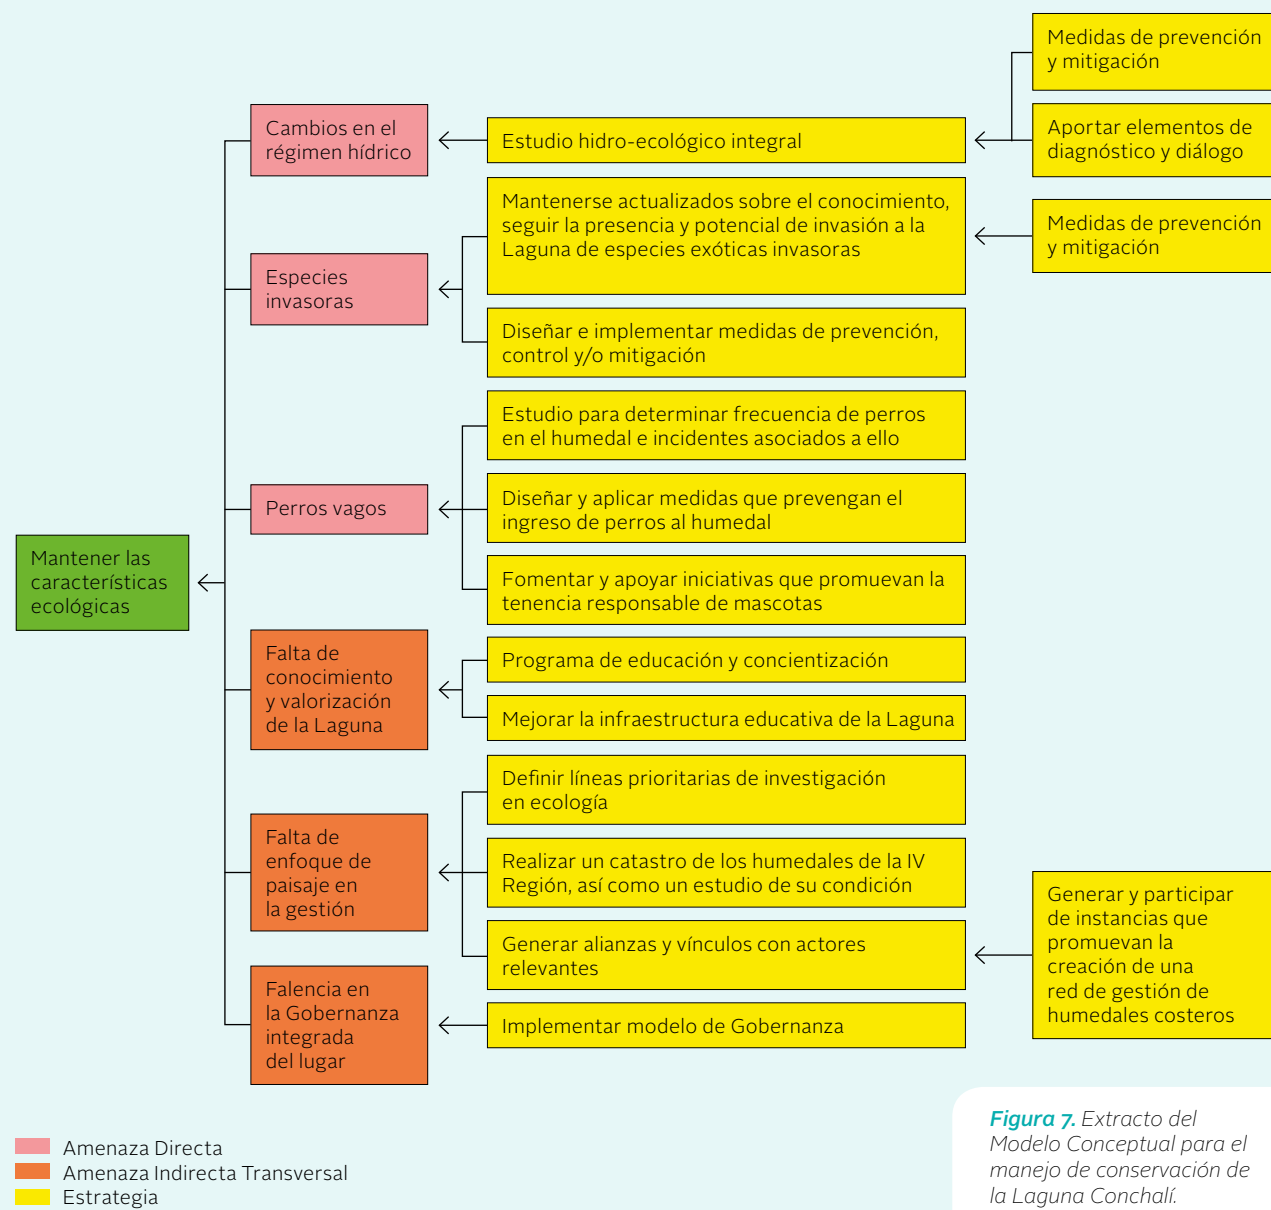 Medidas de prevención
y mitigación
Cambios en el
régimen hídrico
Estudio hidro-ecológico integral
Aportar elementos de
diagnóstico y diálogo
Mantenerse actualizados sobre el conocimiento,
seguir la presencia y potencial de invasión a la
Laguna de especies exóticas invasoras
Medidas de prevención
y mitigación
Especies
invasoras
Diseñar e implementar medidas de prevención,
control y/o mitigación
Estudio para determinar frecuencia de perros
en el humedal e incidentes asociados a ello
Perros vagos
Diseñar y aplicar medidas que prevengan el
ingreso de perros al humedal
Mantener las
características
ecológicas
Fomentar y apoyar iniciativas que promuevan la
tenencia responsable de mascotas
Falta de
conocimiento
y valorización
de la Laguna
Programa de educación y concientización
Mejorar la infraestructura educativa de la Laguna
Definir líneas prioritarias de investigación
en ecología
Falta de
enfoque de
paisaje en
la gestión
Realizar un catastro de los humedales de la IV
Región, así como un estudio de su condición
Generar alianzas y vínculos con actores
relevantes
Generar y participar
de instancias que
promuevan la
creación de una
red de gestión de
humedales costeros
Falencia en
la Gobernanza
integrada
del lugar
Implementar modelo de Gobernanza
Amenaza Directa
Amenaza Indirecta Transversal
Estrategia
Figura 7. Extracto del
Modelo Conceptual para el
manejo de conservación de
la Laguna Conchalí.